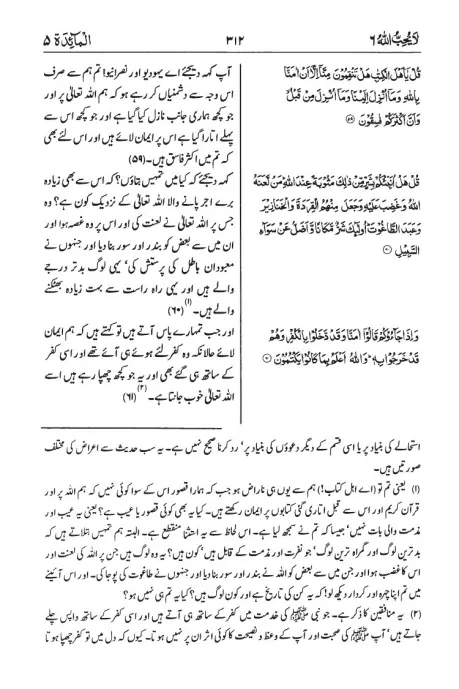 لا يحب الله ٦
٣١٢
المآئدة ٥
قُلْ يٰٓاَهْلَ الْكِتٰبِ هَلْ تَنْقِمُوْنَ مِنَّآ اِلَّآ اَنْ اٰمَنَّا
بِاللّٰهِ وَمَآ اُنْزِلَ اِلَيْنَا وَمَآ اُنْزِلَ مِنْ قَبْلُ
وَاَنَّ اَكْثَرَكُمْ فٰسِقُوْنَ ۝
قُلْ هَلْ اُنَبِّئُكُمْ بِشَرٍّ مِّنْ ذٰلِكَ مَثُوْبَةً عِنْدَ اللّٰهِ مَنْ لَّعَنَهُ
اللّٰهُ وَغَضِبَ عَلَيْهِ وَجَعَلَ مِنْهُمُ الْقِرَدَةَ وَالْخَنَازِيْرَ
وَعَبَدَ الطَّاغُوْتَ اُولٰٓئِكَ شَرٌّ مَّكَانًا وَّاَضَلُّ عَنْ سَوَآءِ
السَّبِيْلِ ۝
وَاِذَا جَآءُوْكُمْ قَالُوْٓا اٰمَنَّا وَقَدْ دَّخَلُوْا بِالْكُفْرِ وَهُمْ
قَدْ خَرَجُوْا بِهٖ وَاللّٰهُ اَعْلَمُ بِمَا كَانُوْا يَكْتُمُوْنَ ۝
آپ کہہ دیجئے اے یہودیو اور نصرانیو! تم ہم سے صرف
اس وجہ سے دشمنیاں کر رہے ہو کہ ہم اللہ تعالیٰ پر اور
جو کچھ ہماری جانب نازل کیا گیا ہے اور جو کچھ اس سے
پہلے اتارا گیا ہے اس پر ایمان لائے ہیں اور اس لئے بھی
کہ تم میں اکثر فاسق ہیں۔ (۵۹)
کہہ دیجئے کہ کیا میں تمہیں بتاؤں؟ کہ اس سے بھی زیادہ
برے اجر پانے والا اللہ تعالیٰ کے نزدیک کون ہے؟ وہ
جس پر اللہ تعالیٰ نے لعنت کی اور اس پر وہ غصہ ہوا اور
ان میں سے بعض کو بندر اور سور بنا دیا اور جنہوں نے
معبودان باطل کی پرستش کی، یہی لوگ بدتر درجے
والے ہیں اور یہی راہ راست سے بہت زیادہ بھٹکنے
والے ہیں۔ (۱) (۶۰)
اور جب تمہارے پاس آتے ہیں تو کہتے ہیں کہ ہم ایمان
لائے حالانکہ وہ کفر لئے ہوئے ہی آئے تھے اور اسی کفر
کے ساتھ ہی گئے بھی اور یہ جو کچھ چھپا رہے ہیں اسے
اللہ تعالیٰ خوب جانتا ہے۔ (۲) (۶۱)
استحالے کی بنیاد پر یا اسی قسم کے دیگر دعوؤں کی بنیاد پر، رد کرنا صحیح نہیں ہے۔ یہ سب حدیث سے اعراض کی مختلف
صورتیں ہیں۔
(۱) یعنی تم تو (اے اہل کتاب!) ہم سے یوں ہی ناراض ہو جب کہ ہمارا قصور اس کے سوا کوئی نہیں کہ ہم اللہ پر اور
قرآن کریم اور اس سے قبل اتاری گئی کتابوں پر ایمان رکھتے ہیں۔ کیا یہ بھی کوئی قصور یا عیب ہے؟ یعنی یہ عیب اور
مذمت والی بات نہیں، جیسا کہ تم نے سمجھ لیا ہے۔ اس لحاظ سے یہ استثنا منقطع ہے۔ البتہ ہم تمہیں بتلاتے ہیں کہ
بدترین لوگ اور گمراہ ترین لوگ، جو نفرت اور مذمت کے قابل ہیں، کون ہیں؟ یہ وہ لوگ ہیں جن پر اللہ کی لعنت اور
اس کا غضب ہوا اور جن میں سے بعض کو اللہ نے بندر اور سور بنا دیا اور جنہوں نے طاغوت کی پوجا کی۔ اور اس آئینے
میں تم اپنا چہرہ اور کردار دیکھ لو! کہ یہ کن کی تاریخ ہے اور کون لوگ ہیں؟ کیا یہ تم ہی نہیں ہو؟
(۲) یہ منافقین کا ذکر ہے۔ جو نبی ﷺ کی خدمت میں کفر کے ساتھ ہی آتے ہیں اور اسی کفر کے ساتھ واپس چلے
جاتے ہیں، آپ ﷺ کی صحبت اور آپ کے وعظ و نصیحت کا کوئی اثر ان پر نہیں ہوتا۔ کیوں کہ دل میں تو کفر چھپا ہوتا